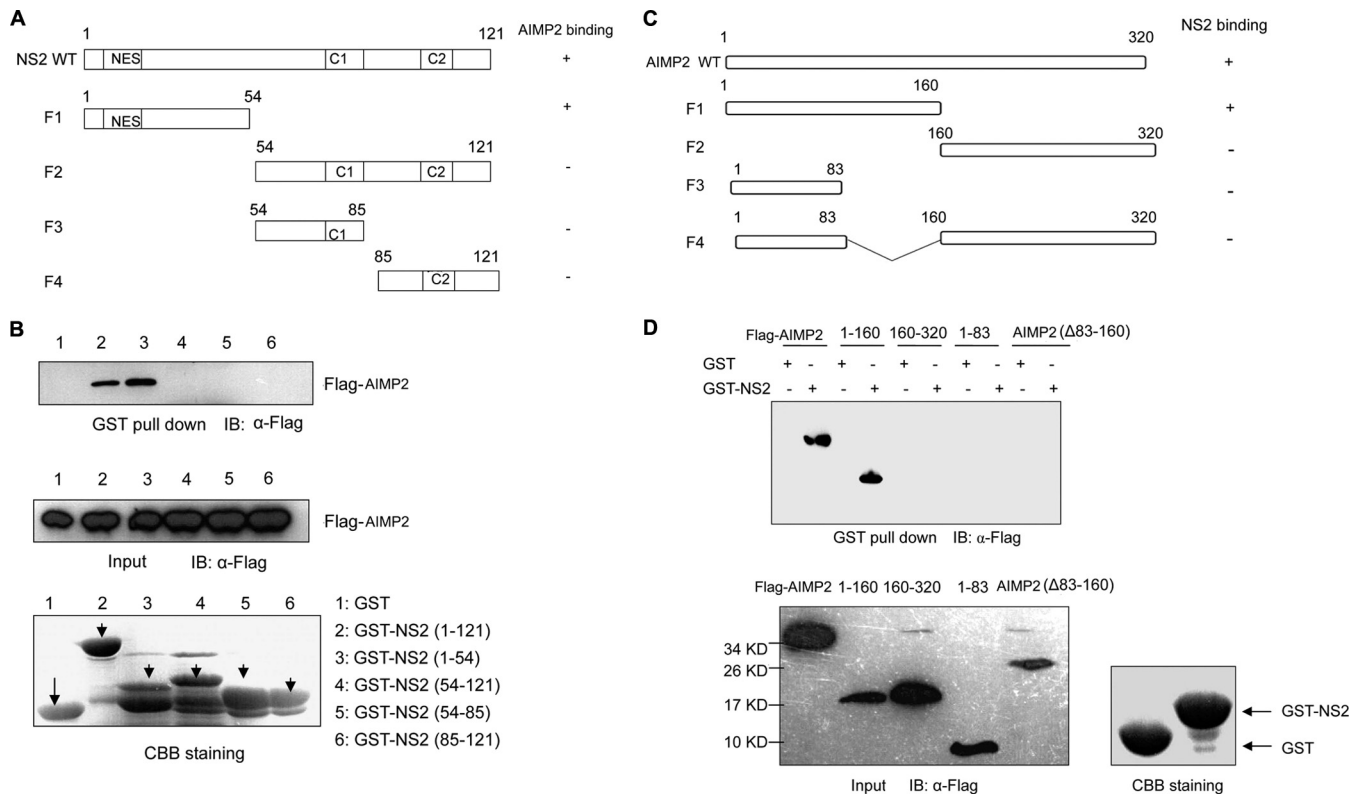 A
1 121 AIMP2 binding
NS2 WT NES C1 C2 +
1 54
F1 NES +
54 121
F2 C1 C2 -
54 85
F3 C1 -
85 121
F4 C2 -
B
1 2 3 4 5 6
Flag-AIMP2
GST pull down IB: α-Flag
1 2 3 4 5 6
Flag-AIMP2
Input IB: α-Flag
1 2 3 4 5 6
CBB staining
1: GST
2: GST-NS2 (1-121)
3: GST-NS2 (1-54)
4: GST-NS2 (54-121)
5: GST-NS2 (54-85)
6: GST-NS2 (85-121)
C
1 320 NS2 binding
AIMP2 WT +
1 160
F1 +
160 320
F2 -
1 83
F3 -
1 83 160 320
F4 -
D
Flag-AIMP2 1-160 160-320 1-83 AIMP2 (Δ83-160)
GST + - + - + - + - + -
GST-NS2 - + - + - + - + - +
GST pull down IB: α-Flag
Flag-AIMP2 1-160 160-320 1-83 AIMP2 (Δ83-160)
34 KD
26 KD
17 KD
10 KD
Input IB: α-Flag
GST-NS2
GST
CBB staining